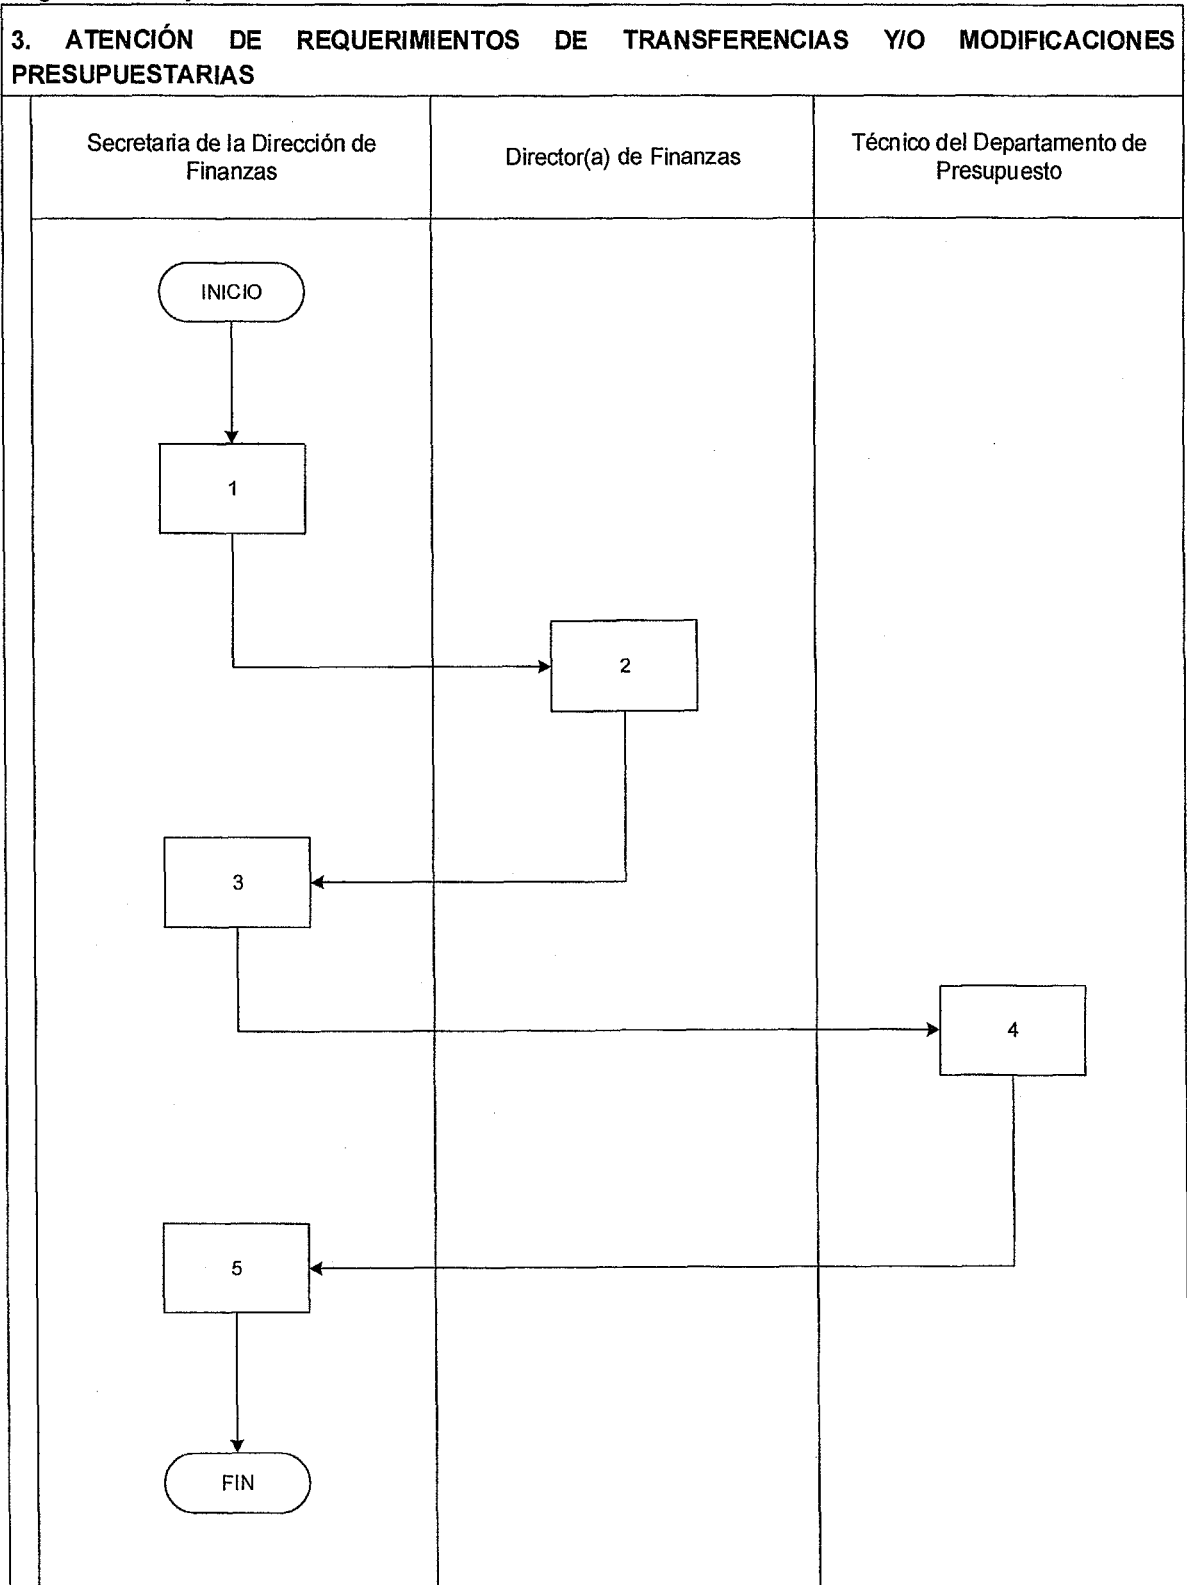 3. ATENCIÓN DE REQUERIMIENTOS DE TRANSFERENCIAS Y/O MODIFICACIONES
PRESUPUESTARIAS
Secretaria de la Dirección de
Finanzas
Director(a) de Finanzas
Técnico del Departamento de
Presupuesto
INICIO
1
2
3
4
5
FIN